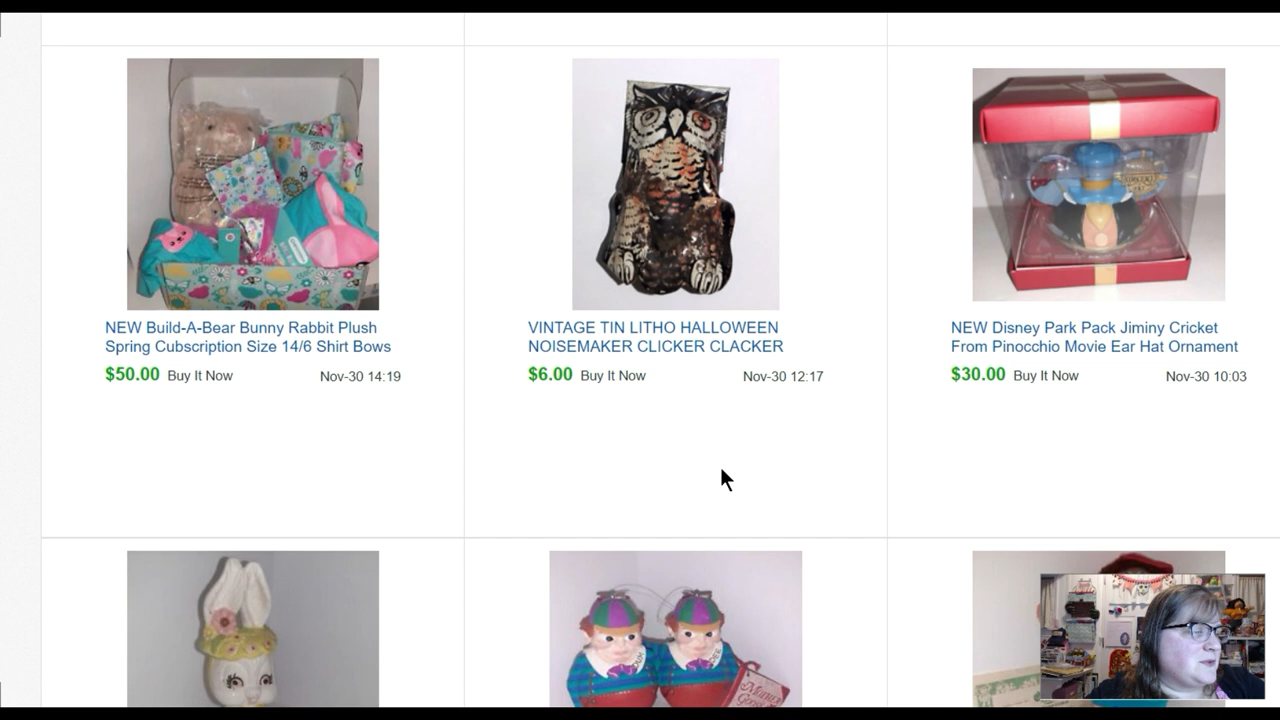 NEW Build-A-Bear Bunny Rabbit Plush
Spring Cubscription Size 14/6 Shirt Bows
$50.00 Buy It Now Nov-30 14:19
VINTAGE TIN LITHO HALLOWEEN
NOISEMAKER CLICKER CLACKER
$6.00 Buy It Now Nov-30 12:17
NEW Disney Park Pack Jiminy Cricket
From Pinocchio Movie Ear Hat Ornament
$30.00 Buy It Now Nov-30 10:03
Mother
Goose